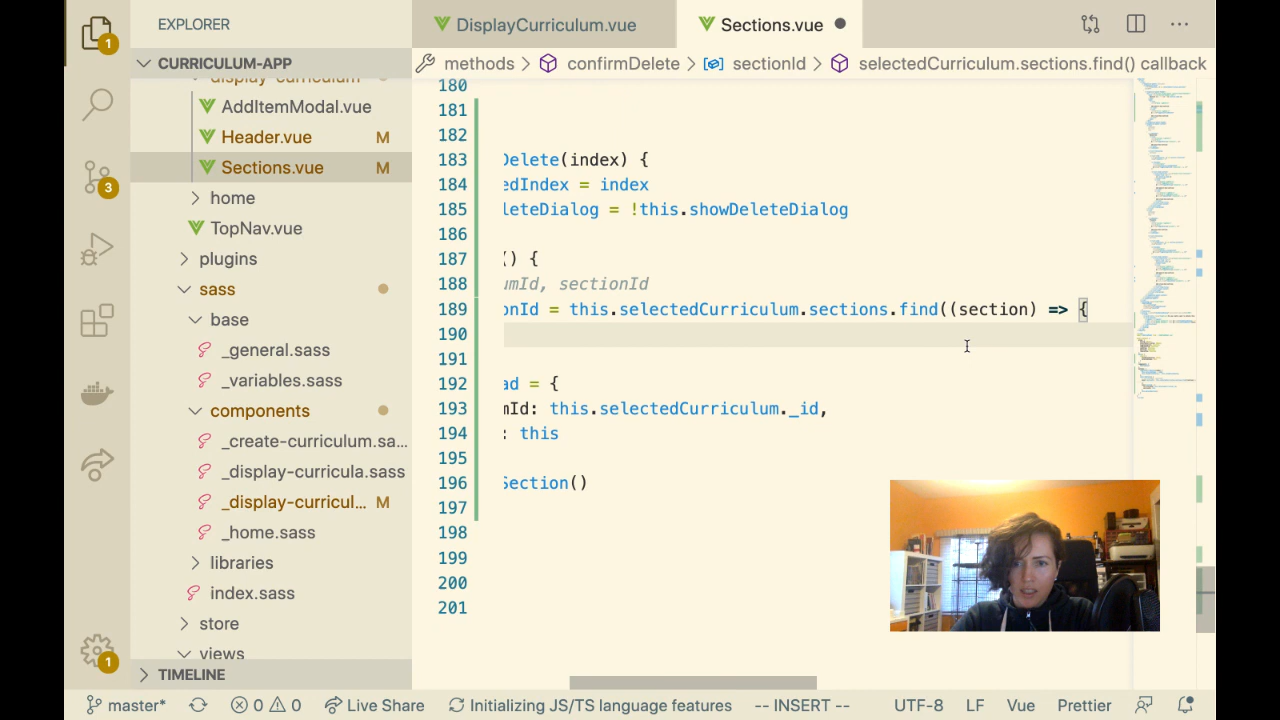 EXPLORER
DisplayCurriculum.vue
Sections.vue
CURRICULUM-APP
methods > confirmDelete > sectionId > selectedCurriculum.sections.find() callback
display-curriculum
AddItemModal.vue
Header.vue M
Sections.vue M
home
TopNav.vue
plugins
sass
base
_general.sass
_variables.sass
components
_create-curriculum.sa...
_display-curricula.sass
_display-curricul... M
_home.sass
libraries
index.sass
store
views
TIMELINE
1
3
1
180
181
182
183 Delete(index) {
184 edIndex = index
185 leteDialog = !this.showDeleteDialog
186
187 () {
188 umId, sectionId
189 onId = this.selectedCurriculum.sections.find((section) => {
190
191
192 ad = {
193 mId: this.selectedCurriculum._id,
194 : this
195
196 Section()
197
198
199
200
201
master* 0 0 Live Share Initializing JS/TS language features -- INSERT -- UTF-8 LF Vue Prettier